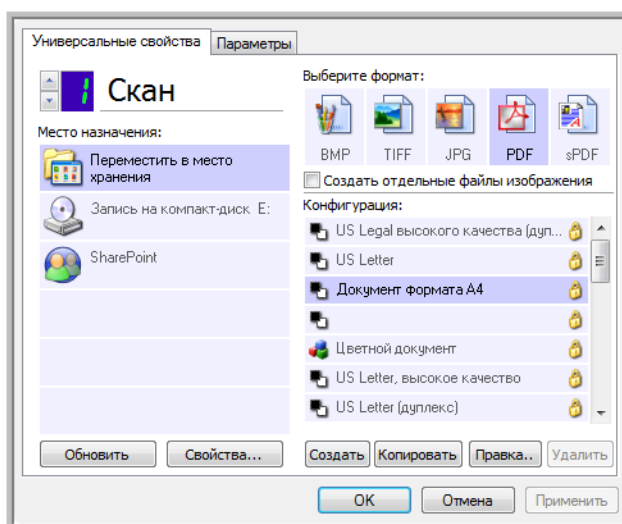 Универсальные свойства
Параметры
1
Скан
Место назначения:
Переместить в место
хранения
Запись на компакт-диск E:
SharePoint
Обновить
Свойства...
Выберите формат:
BMP
TIFF
JPG
PDF
sPDF
Создать отдельные файлы изображения
Конфигурация:
US Legal высокого качества (дуп...
US Letter
Документ формата A4
Цветной документ
US Letter, высокое качество
US Letter (дуплекс)
Создать
Копировать
Правка..
Удалить
OK
Отмена
Применить